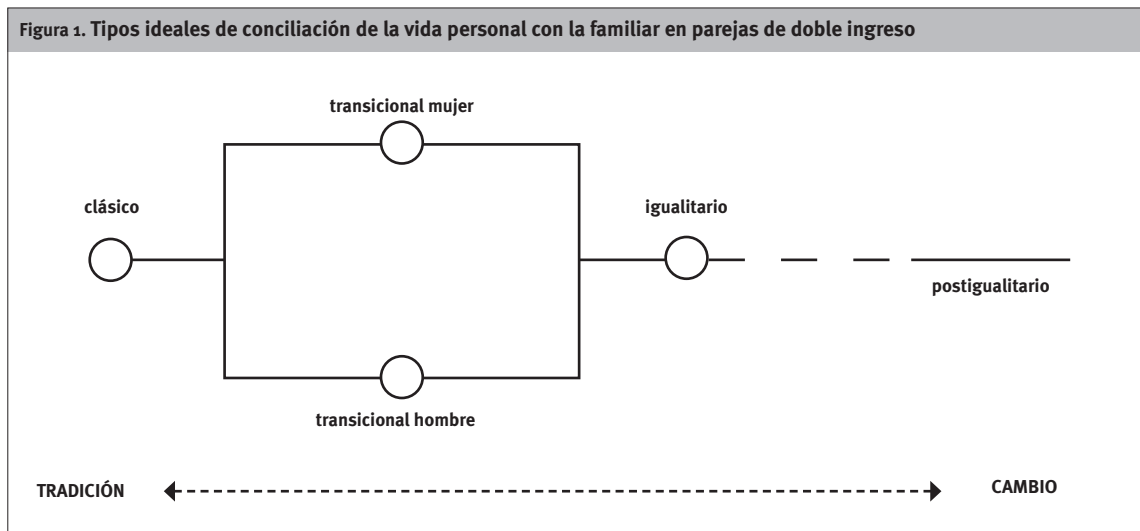 Figura 1. Tipos ideales de conciliación de la vida personal con la familiar en parejas de doble ingreso
transicional mujer
clásico
igualitario
postigualitario
transicional hombre
TRADICIÓN
CAMBIO